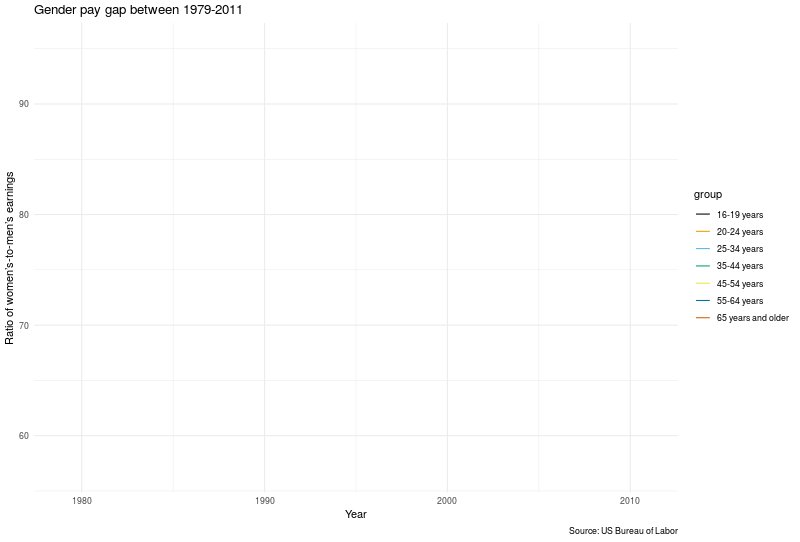 Gender pay gap between 1979-2011
Ratio of women's-to-men's earnings
90
80
70
60
1980
1990
2000
2010
Year
group
16-19 years
20-24 years
25-34 years
35-44 years
45-54 years
55-64 years
65 years and older
Source: US Bureau of Labor